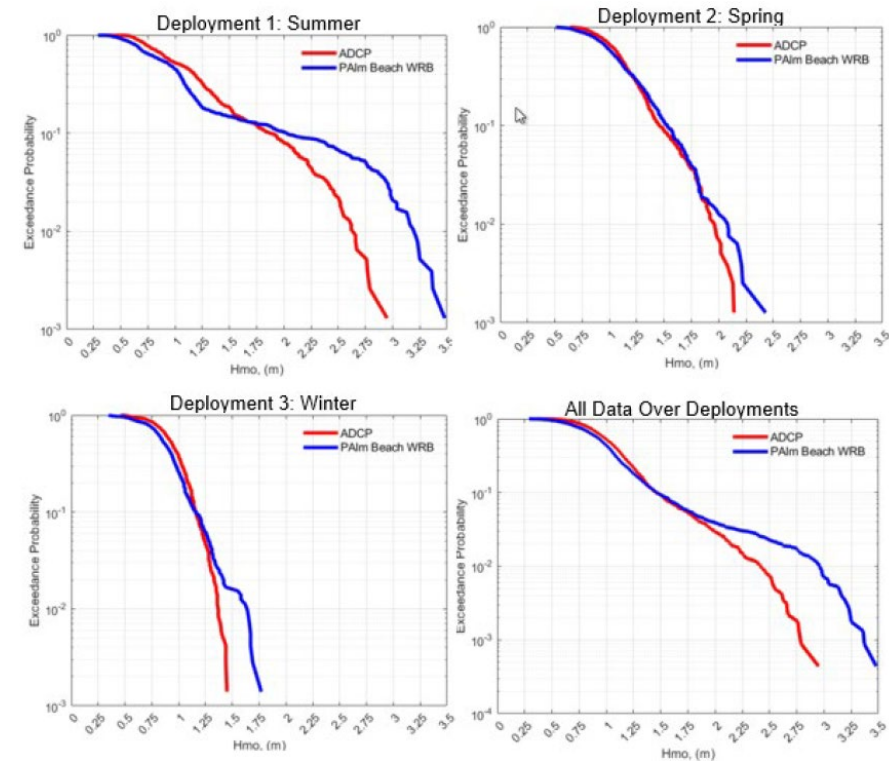 Deployment 1: Summer
ADCP
PAlm Beach WRB
Exceedance Probability
10^0
10^-1
10^-2
10^-3
0 0.25 0.5 0.75 1 1.25 1.5 1.75 2 2.25 2.5 2.75 3 3.25 3.5
Hmo, (m)
Deployment 2: Spring
ADCP
PAlm Beach WRB
Exceedance Probability
10^0
10^-1
10^-2
10^-3
0 0.25 0.5 0.75 1 1.25 1.5 1.75 2 2.25 2.5 2.75 3 3.25 3.5
Hmo, (m)
Deployment 3: Winter
ADCP
PAlm Beach WRB
Exceedance Probability
10^0
10^-1
10^-2
10^-3
0 0.25 0.5 0.75 1 1.25 1.5 1.75 2 2.25 2.5 2.75 3 3.25 3.5
Hmo, (m)
All Data Over Deployments
ADCP
PAlm Beach WRB
Exceedance Probability
10^0
10^-1
10^-2
10^-3
10^-4
0 0.25 0.5 0.75 1 1.25 1.5 1.75 2 2.25 2.5 2.75 3 3.25 3.5
Hmo, (m)